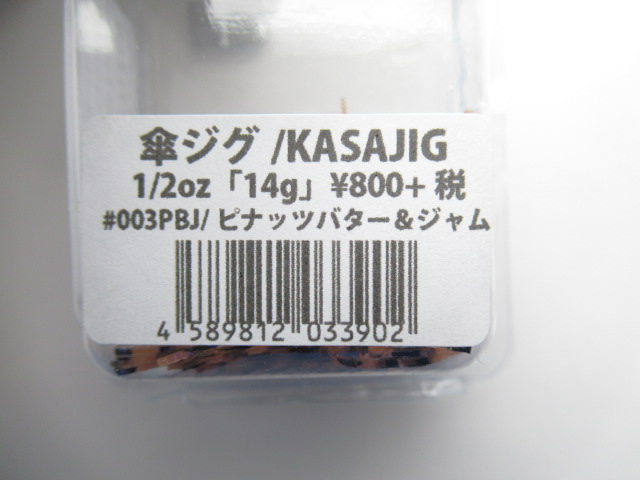 傘ジグ /KASAJIG
1/2oz「14g」¥800+ 税
#003PBJ/ ピナッツバター＆ジャム
4 589812 033902